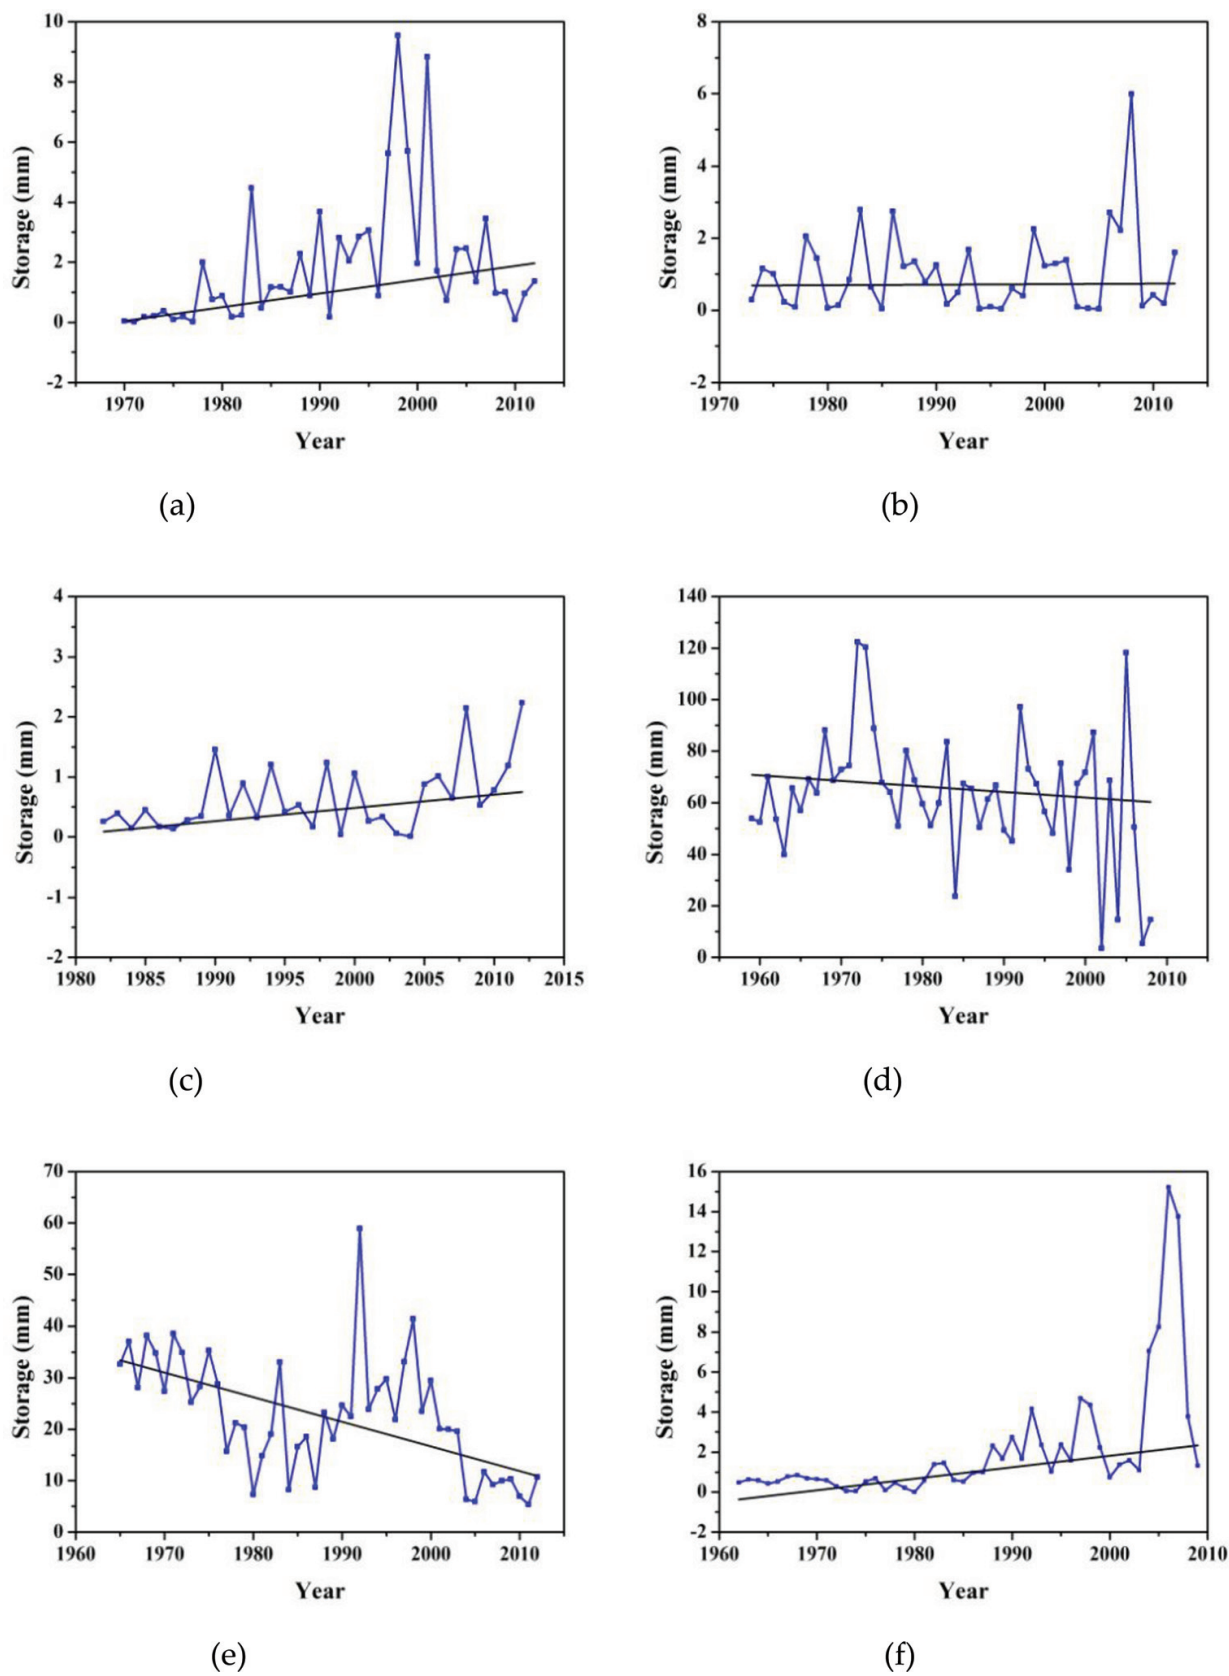 10
8
6
4
2
0
-2
Storage (mm)
1970 1980 1990 2000 2010
Year
(a)
8
6
4
2
0
-2
Storage (mm)
1970 1980 1990 2000 2010
Year
(b)
4
3
2
1
0
-1
-2
Storage (mm)
1980 1985 1990 1995 2000 2005 2010 2015
Year
(c)
140
120
100
80
60
40
20
0
Storage (mm)
1960 1970 1980 1990 2000 2010
Year
(d)
70
60
50
40
30
20
10
0
Storage (mm)
1960 1970 1980 1990 2000 2010
Year
(e)
16
14
12
10
8
6
4
2
0
-2
Storage (mm)
1960 1970 1980 1990 2000 2010
Year
(f)